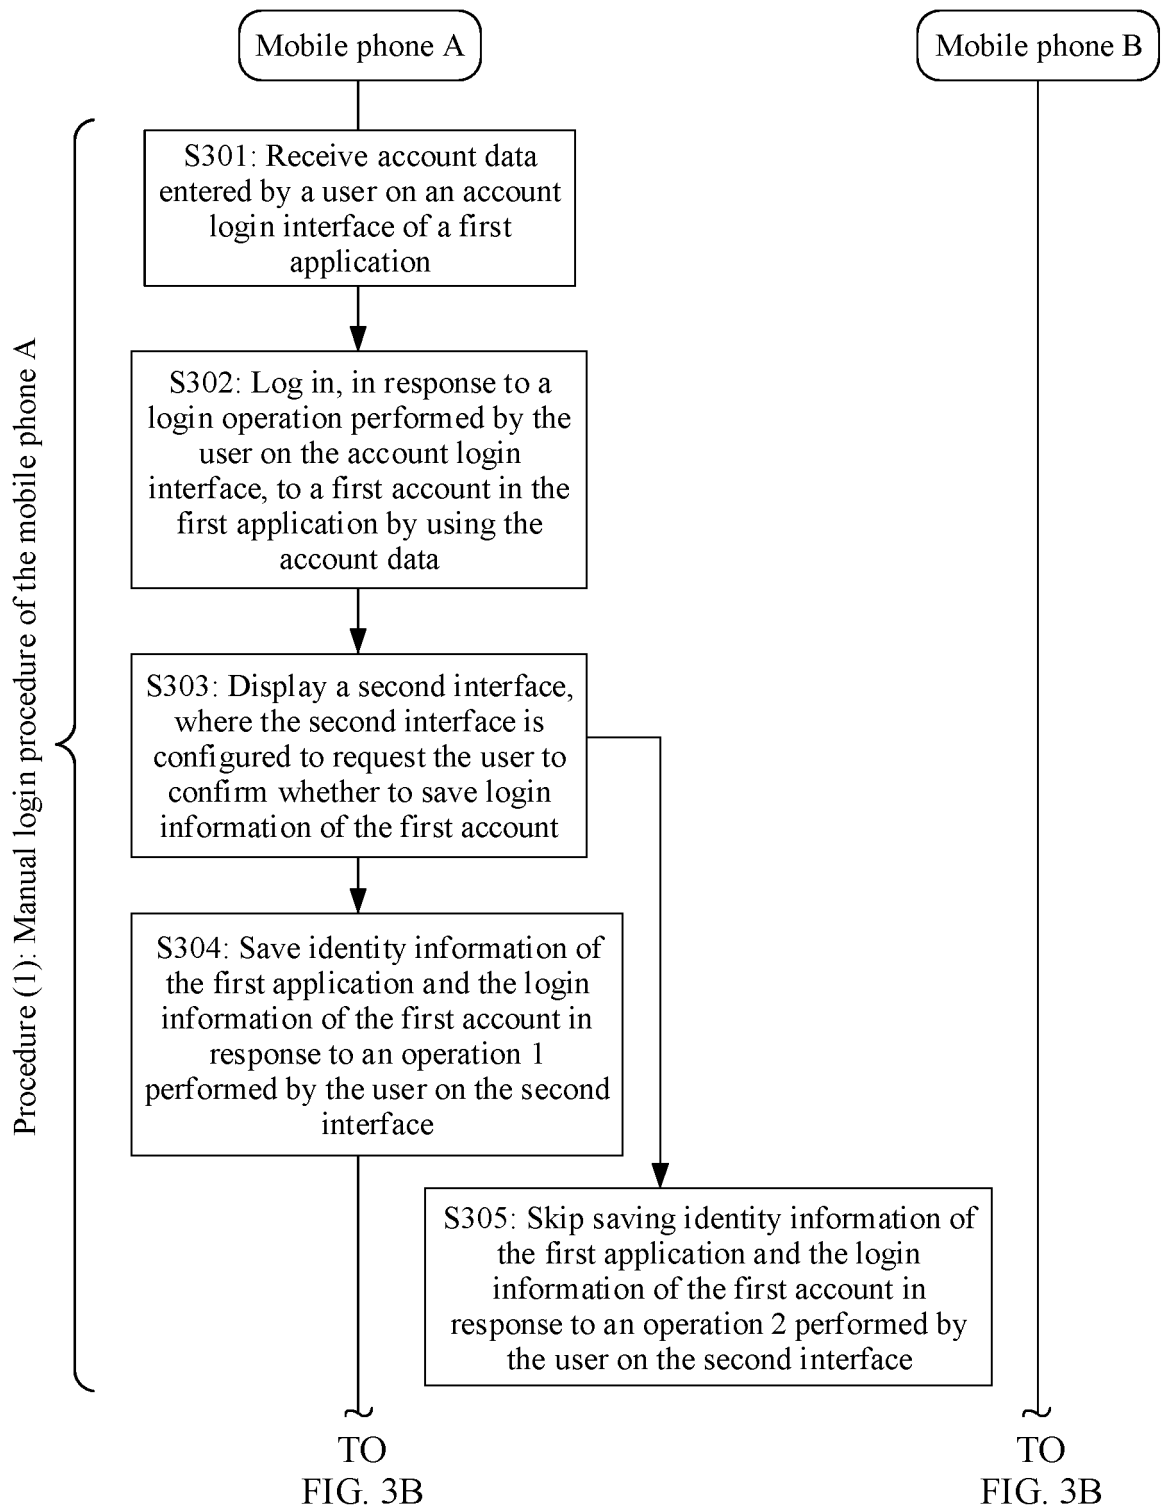 Mobile phone A
Mobile phone B
Procedure (1): Manual login procedure of the mobile phone A
S301: Receive account data
entered by a user on an account
login interface of a first
application
S302: Log in, in response to a
login operation performed by the
user on the account login
interface, to a first account in the
first application by using the
account data
S303: Display a second interface,
where the second interface is
configured to request the user to
confirm whether to save login
information of the first account
S304: Save identity information of
the first application and the login
information of the first account in
response to an operation 1
performed by the user on the second
interface
S305: Skip saving identity information of
the first application and the login
information of the first account in
response to an operation 2 performed by
the user on the second interface
TO
FIG. 3B
TO
FIG. 3B